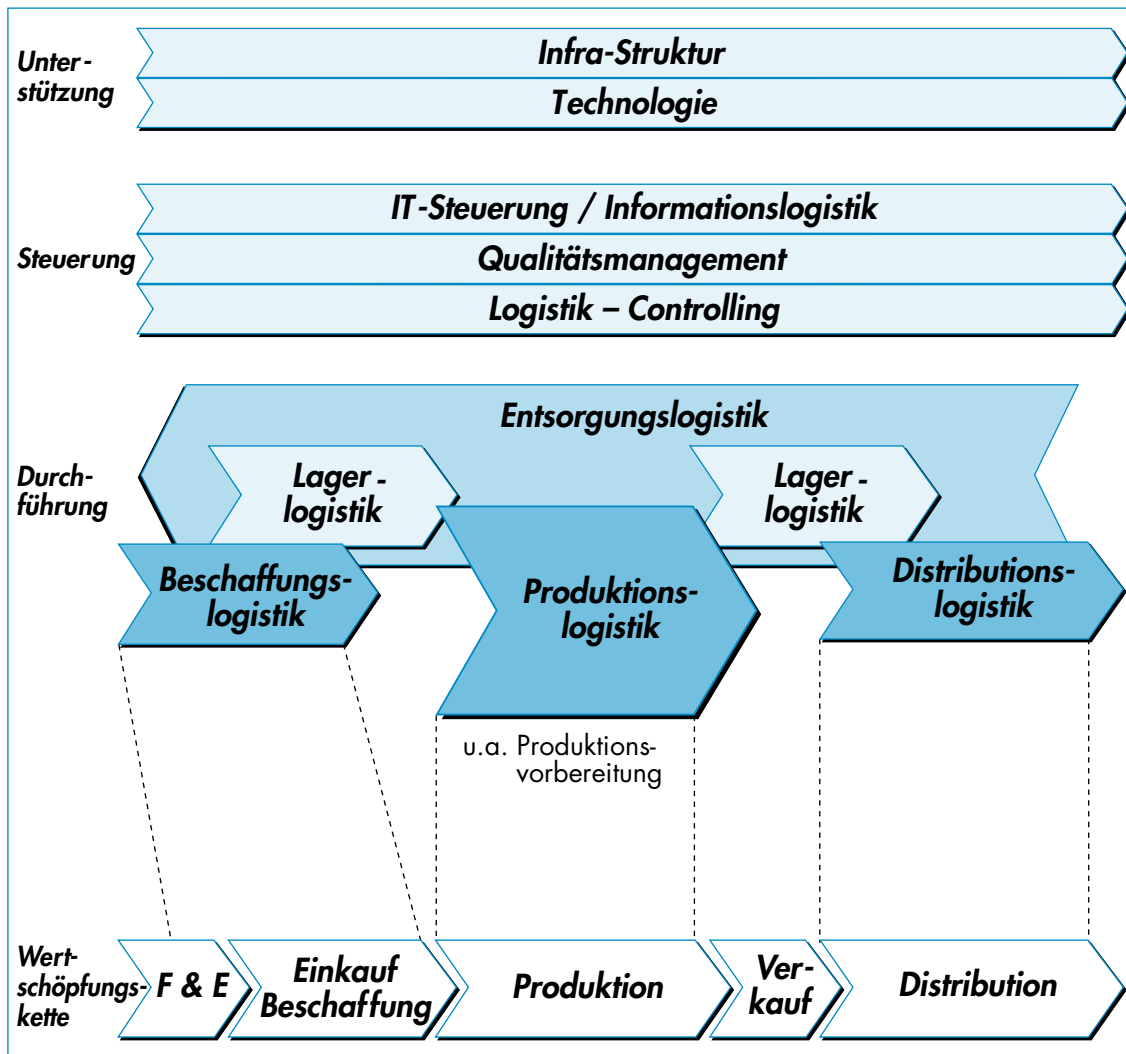 Unter-
stützung
Infra-Struktur
Technologie
Steuerung
IT-Steuerung / Informationslogistik
Qualitätsmanagement
Logistik – Controlling
Durch-
führung
Entsorgungslogistik
Lager-
logistik
Lager-
logistik
Beschaffungs-
logistik
Produktions-
logistik
Distributions-
logistik
u.a. Produktions-
vorbereitung
Wert-
schöpfungs-
kette
F & E
Einkauf
Beschaffung
Produktion
Ver-
kauf
Distribution